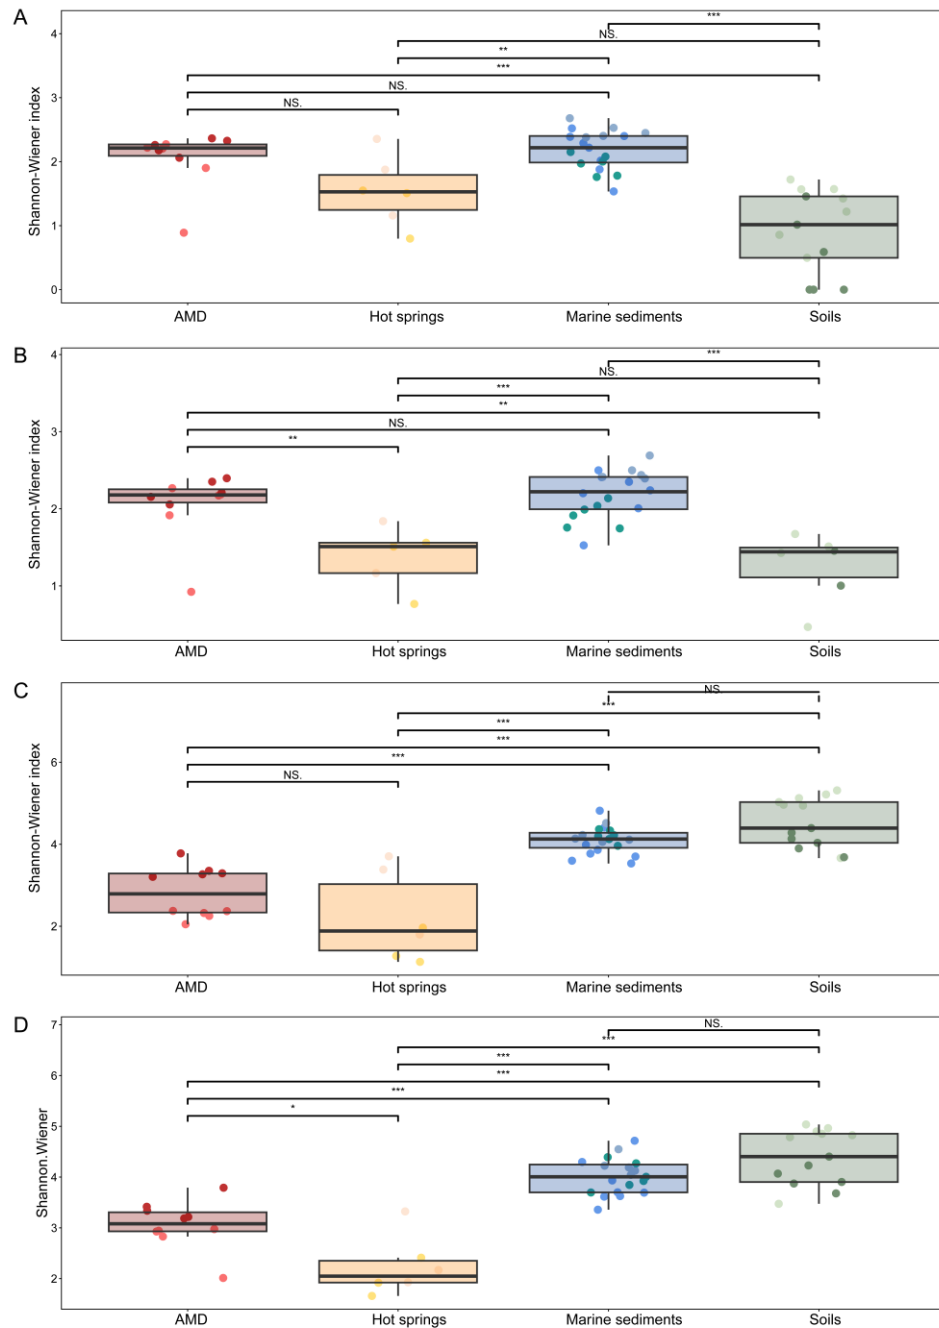 A
Shannon-Wiener index
4
3
2
1
0
***
NS.
**
***
NS.
NS.
AMD Hot springs Marine sediments Soils
B
Shannon-Wiener index
4
3
2
1
***
NS.
***
**
NS.
**
AMD Hot springs Marine sediments Soils
C
Shannon-Wiener index
6
4
2
NS.
***
***
***
***
NS.
AMD Hot springs Marine sediments Soils
D
Shannon.Wiener
7
6
5
4
3
2
NS.
***
***
***
***
*
AMD Hot springs Marine sediments Soils